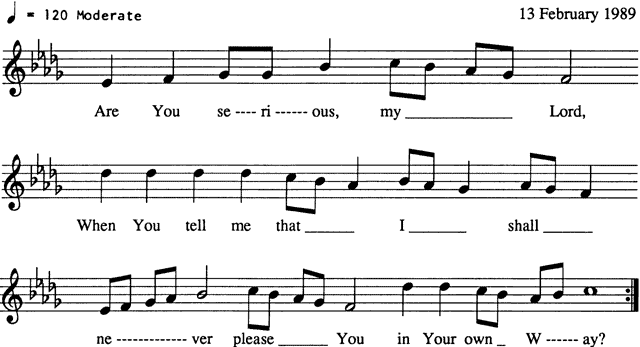 = 120 Moderate 13 February 1989
Are You se---- ri ------ ous, my ____________ Lord,
When You tell me that ______ I _______ shall ______
ne ------------- ver please ______ You in Your own _ W ------ ay?